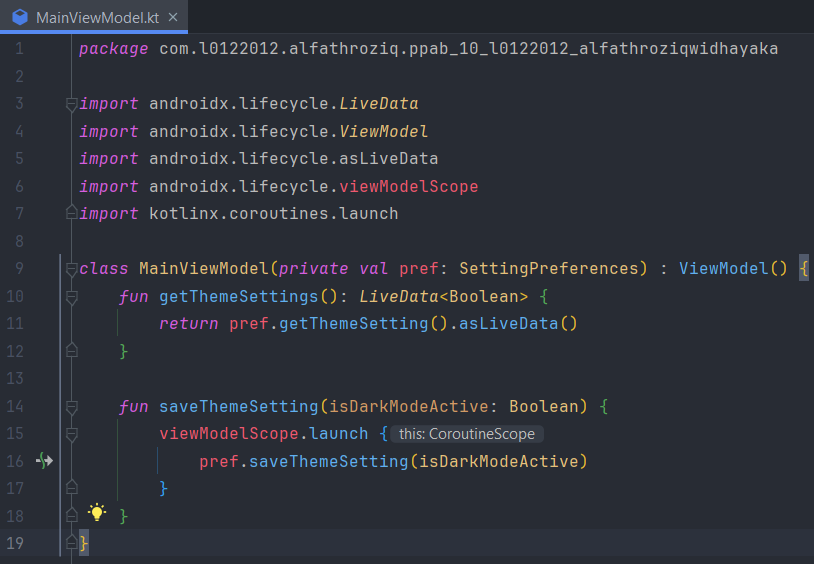 MainViewModel.kt ×
1 package com.l0122012.alfathroziq.ppab_10_l0122012_alfathroziqwidhayaka
2
3 import androidx.lifecycle.LiveData
4 import androidx.lifecycle.ViewModel
5 import androidx.lifecycle.asLiveData
6 import androidx.lifecycle.viewModelScope
7 import kotlinx.coroutines.launch
8
9 class MainViewModel(private val pref: SettingPreferences) : ViewModel() {
10     fun getThemeSettings(): LiveData<Boolean> {
11         return pref.getThemeSetting().asLiveData()
12     }
13
14     fun saveThemeSetting(isDarkModeActive: Boolean) {
15         viewModelScope.launch { this: CoroutineScope
16             pref.saveThemeSetting(isDarkModeActive)
17         }
18     }
19 }